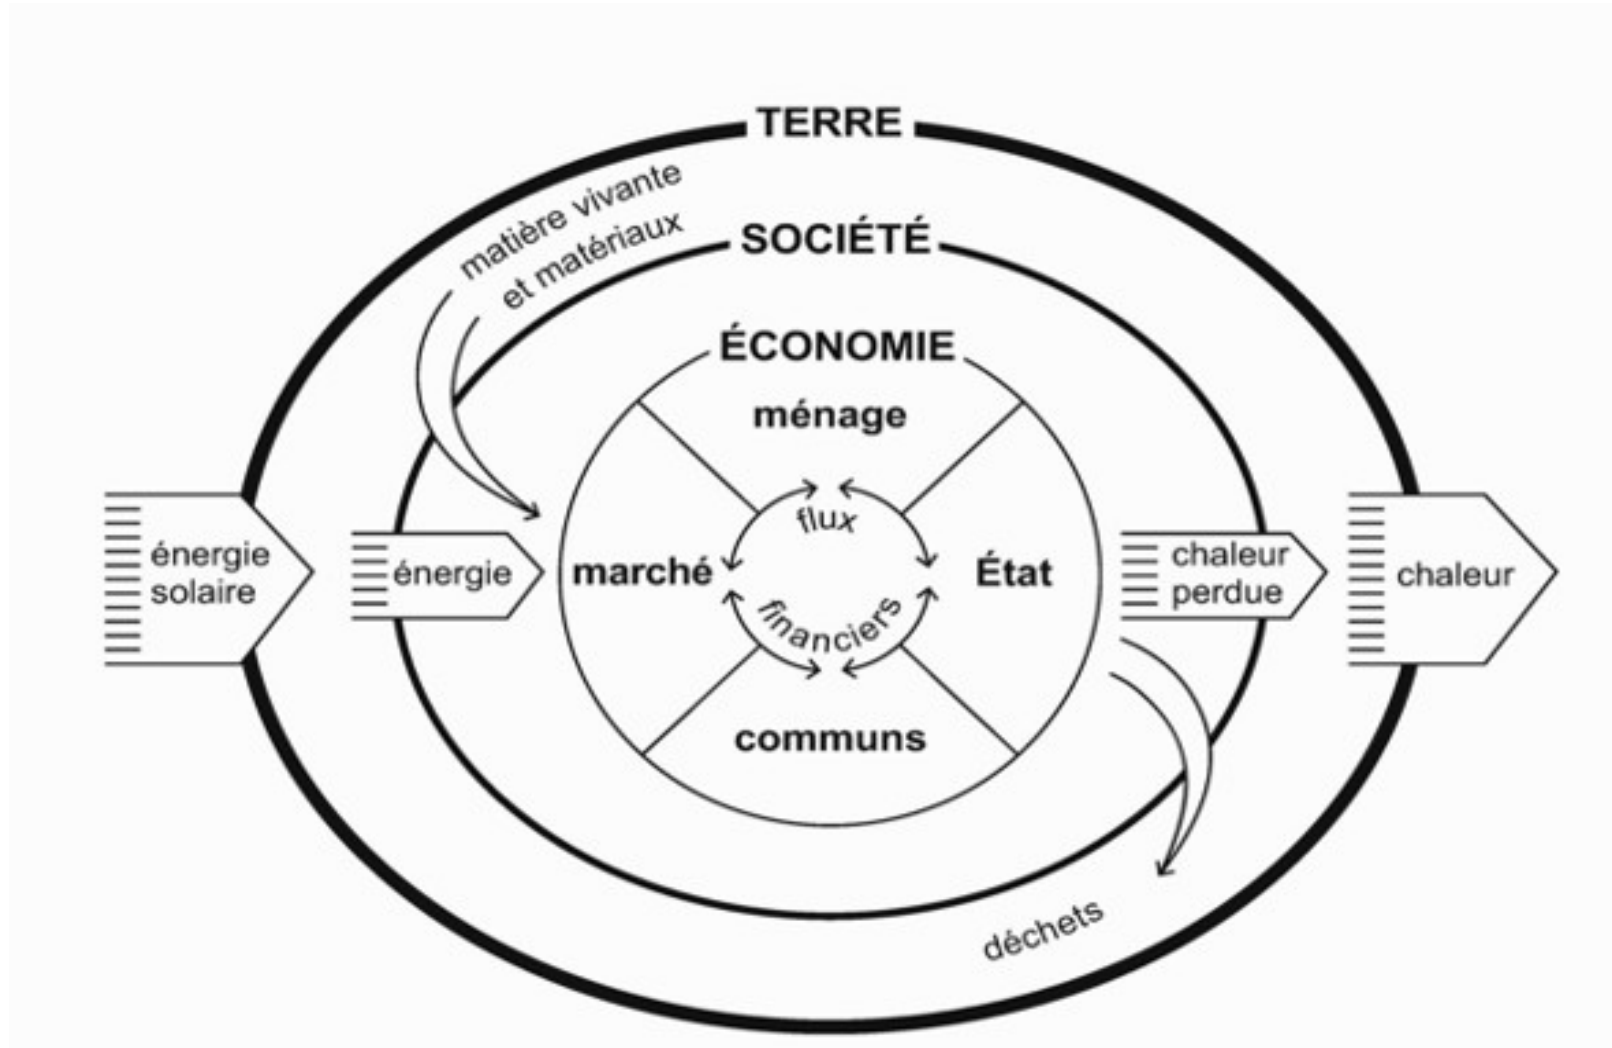 TERRE
matière vivante
et matériaux
SOCIÉTÉ
ÉCONOMIE
ménage
flux
énergie
solaire
énergie
marché
État
chaleur
perdue
chaleur
financiers
communs
déchets